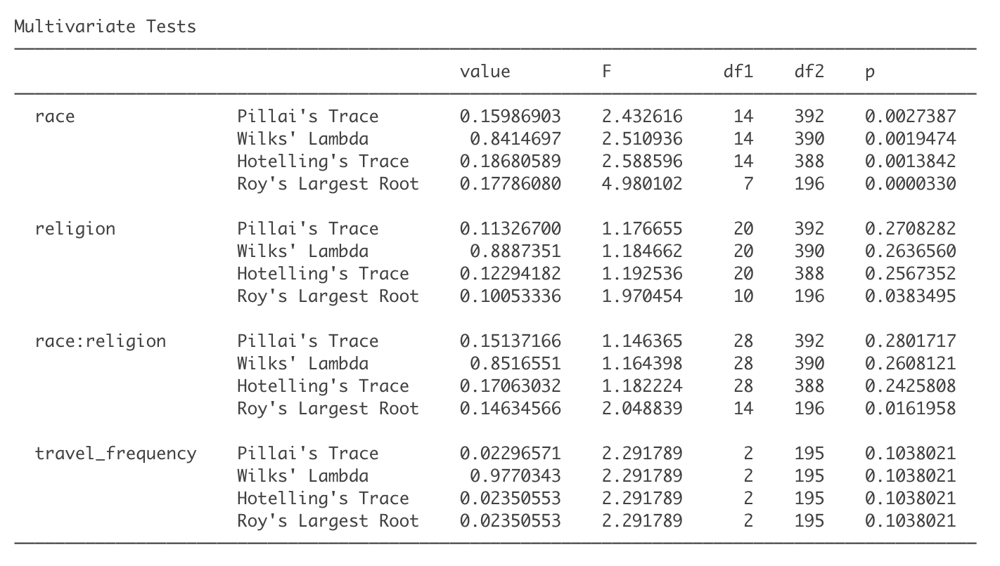 Multivariate Tests
value F df1 df2 p
race Pillai's Trace 0.15986903 2.432616 14 392 0.0027387
Wilks' Lambda 0.8414697 2.510936 14 390 0.0019474
Hotelling's Trace 0.18680589 2.588596 14 388 0.0013842
Roy's Largest Root 0.17786080 4.980102 7 196 0.0000330
religion Pillai's Trace 0.11326700 1.176655 20 392 0.2708282
Wilks' Lambda 0.8887351 1.184662 20 390 0.2636560
Hotelling's Trace 0.12294182 1.192536 20 388 0.2567352
Roy's Largest Root 0.10053336 1.970454 10 196 0.0383495
race:religion Pillai's Trace 0.15137166 1.146365 28 392 0.2801717
Wilks' Lambda 0.8516551 1.164398 28 390 0.2608121
Hotelling's Trace 0.17063032 1.182224 28 388 0.2425808
Roy's Largest Root 0.14634566 2.048839 14 196 0.0161958
travel_frequency Pillai's Trace 0.02296571 2.291789 2 195 0.1038021
Wilks' Lambda 0.9770343 2.291789 2 195 0.1038021
Hotelling's Trace 0.02350553 2.291789 2 195 0.1038021
Roy's Largest Root 0.02350553 2.291789 2 195 0.1038021